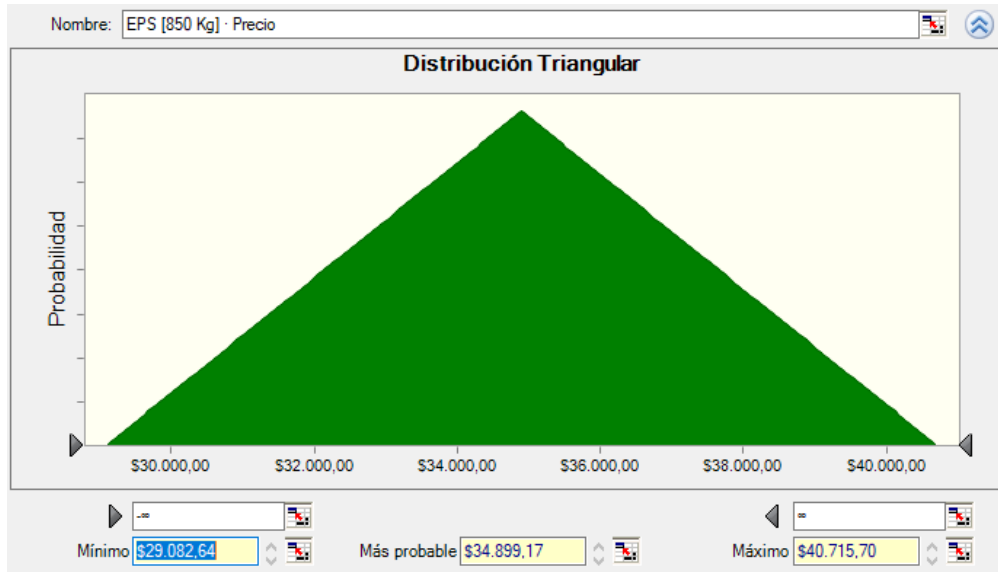 Nombre: EPS [850 Kg] · Precio
Distribución Triangular
Probabilidad
$30.000,00 $32.000,00 $34.000,00 $36.000,00 $38.000,00 $40.000,00
-∞ ∞
Mínimo $29.082,64 Más probable $34.899,17 Máximo $40.715,70